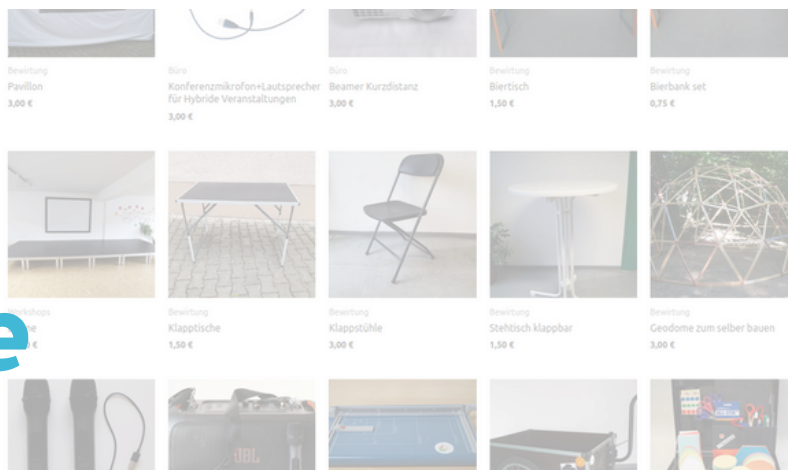 Bewirtung
Büro
Büro
Bewirtung
Bewirtung
Pavillon
Konferenzmikrofon+Lautsprecher
für Hybride Veranstaltungen
Beamer Kurzdistanz
Biertisch
Bierbank set
3,00 €
3,00 €
3,00 €
1,50 €
0,75 €
Workshops
Bewirtung
Bewirtung
Bewirtung
Bewirtung
Klapptische
Klappstühle
Stehtisch klappbar
Geodome zum selber bauen
1,50 €
3,00 €
1,50 €
3,00 €
e
JBL